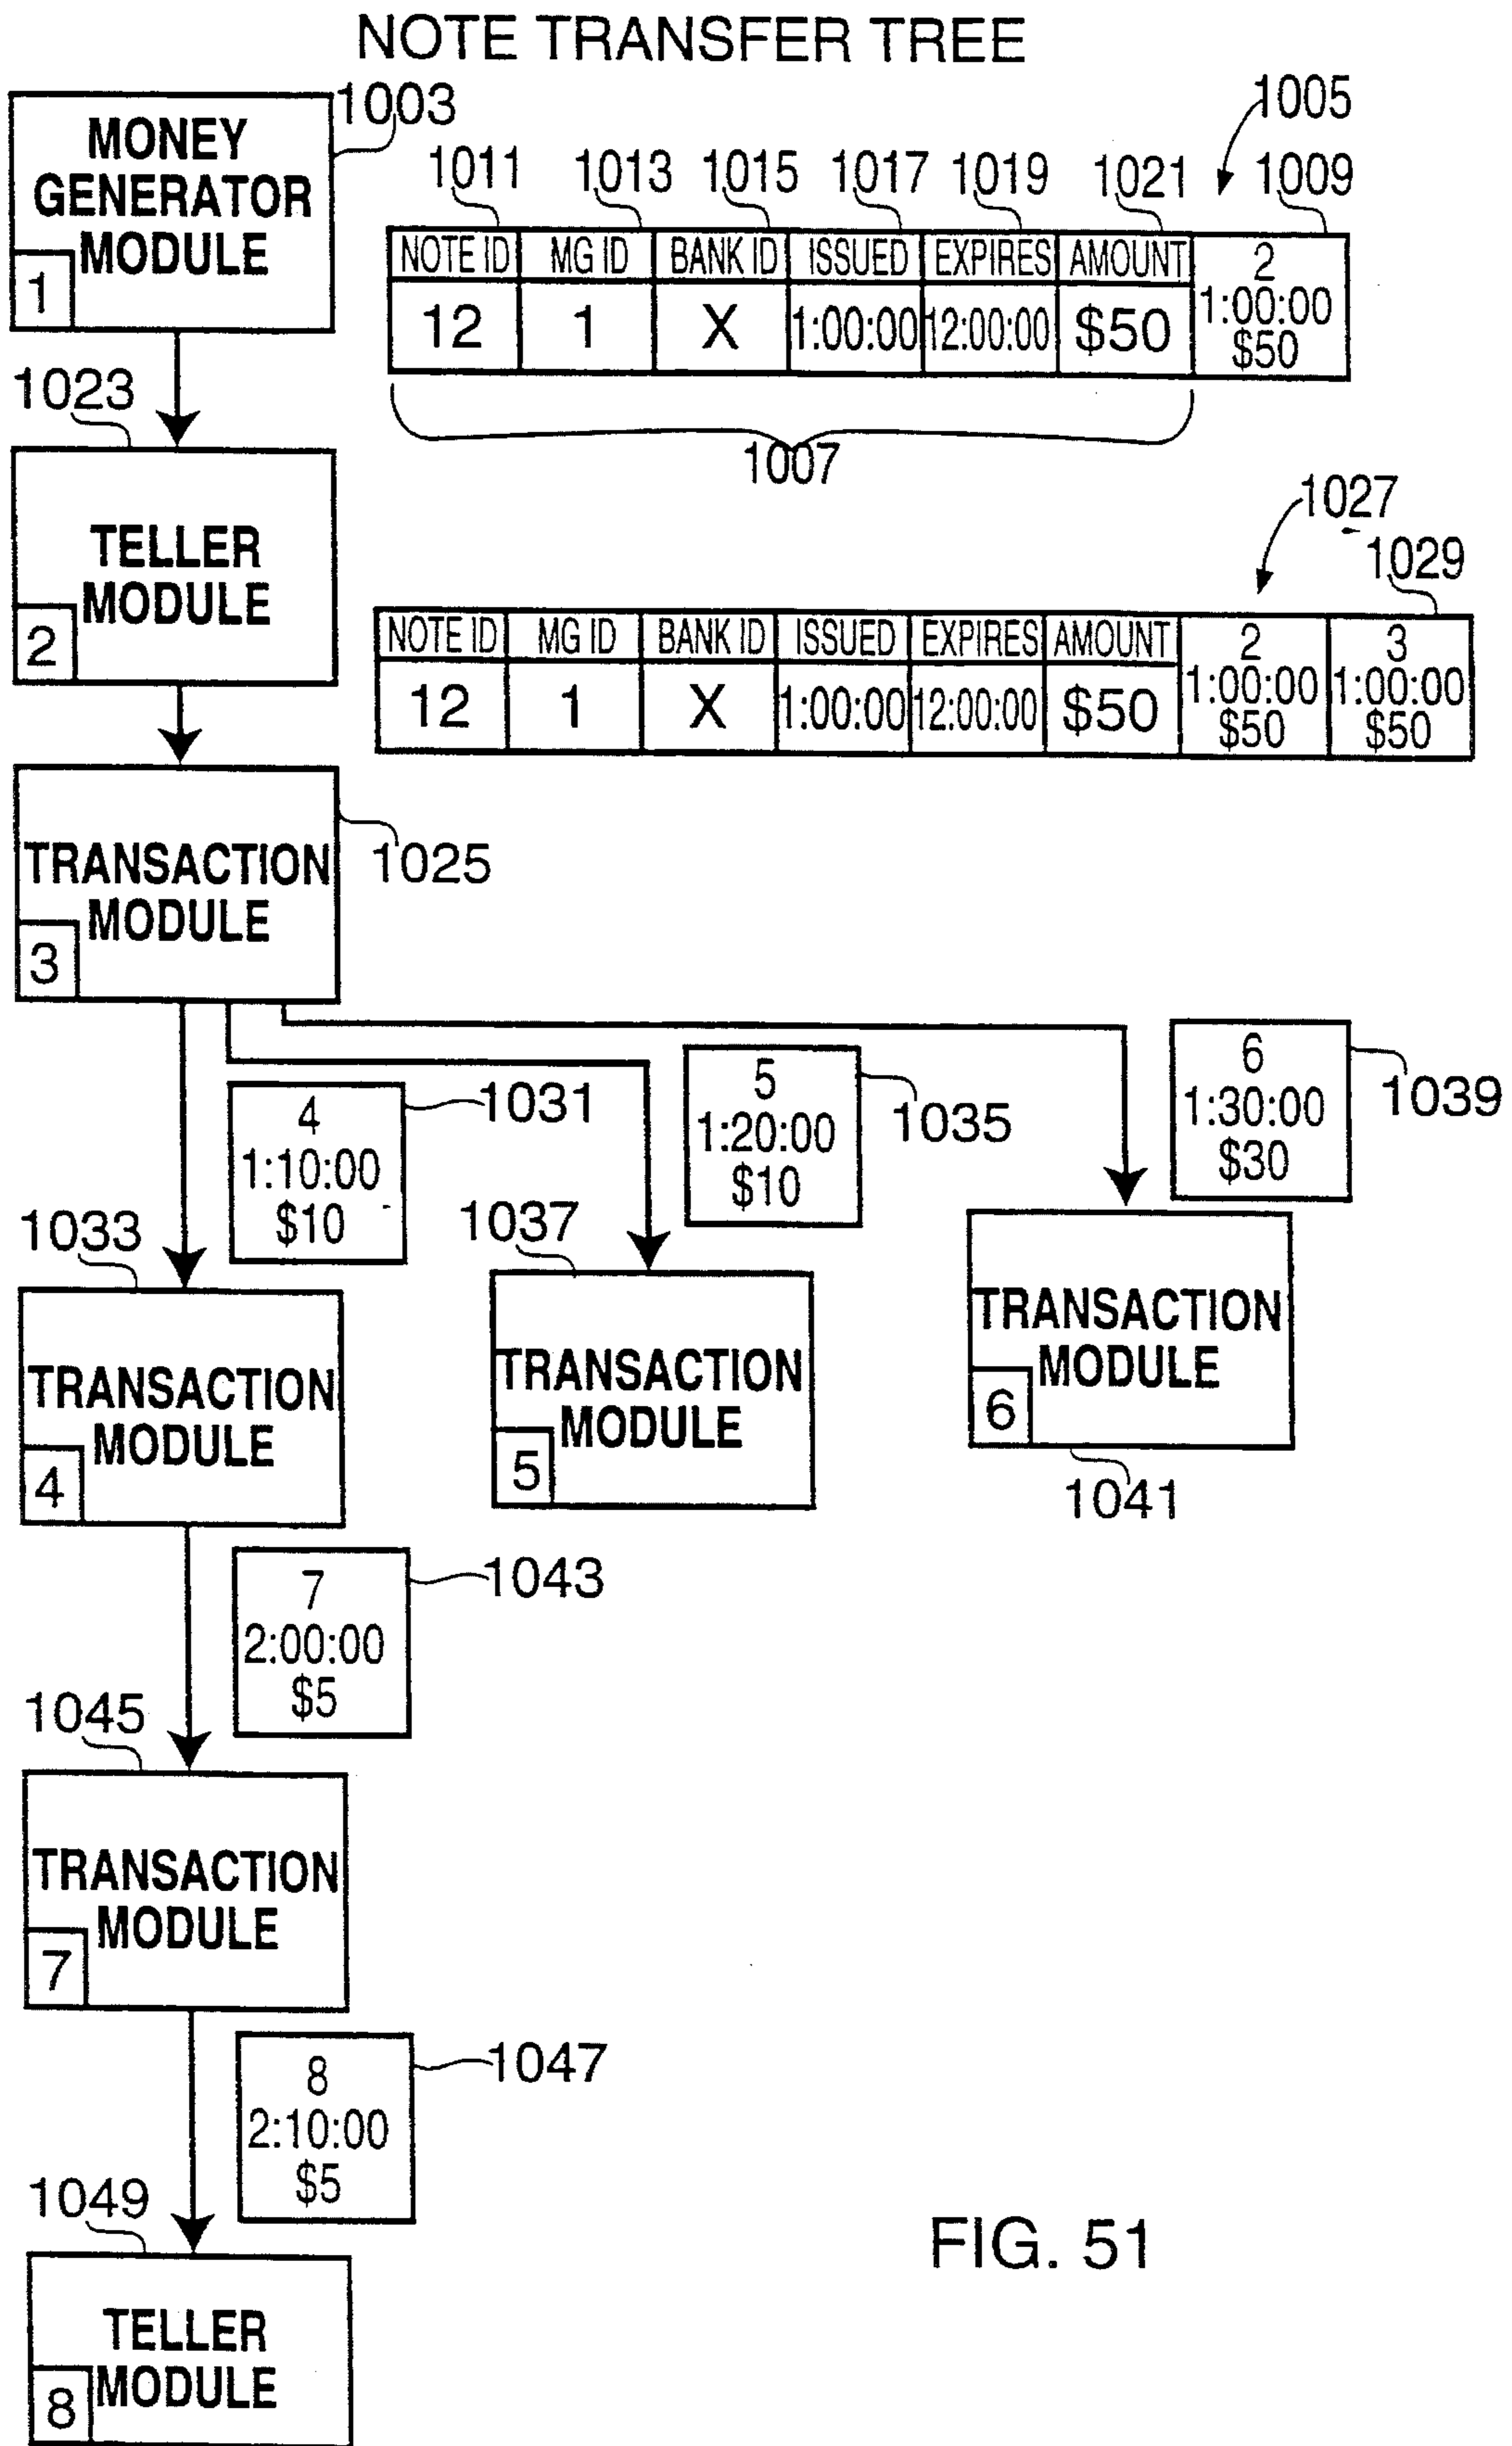 NOTE TRANSFER TREE
1003
MONEY
GENERATOR
MODULE
1
1005
1011 1013 1015 1017 1019 1021 1009
NOTE ID MG ID BANK ID ISSUED EXPIRES AMOUNT
12 1 X 1:00:00 12:00:00 $50
2
1:00:00
$50
1007
1023
TELLER
MODULE
2
1027
1029
NOTE ID MG ID BANK ID ISSUED EXPIRES AMOUNT
12 1 X 1:00:00 12:00:00 $50
2
1:00:00
$50
3
1:00:00
$50
TRANSACTION
MODULE
3
1025
4
1:10:00
$10
1031
5
1:20:00
$10
1035
6
1:30:00
$30
1039
1033
TRANSACTION
MODULE
4
1037
TRANSACTION
MODULE
5
TRANSACTION
MODULE
6
1041
7
2:00:00
$5
1043
1045
TRANSACTION
MODULE
7
8
2:10:00
$5
1047
1049
TELLER
MODULE
8
FIG. 51